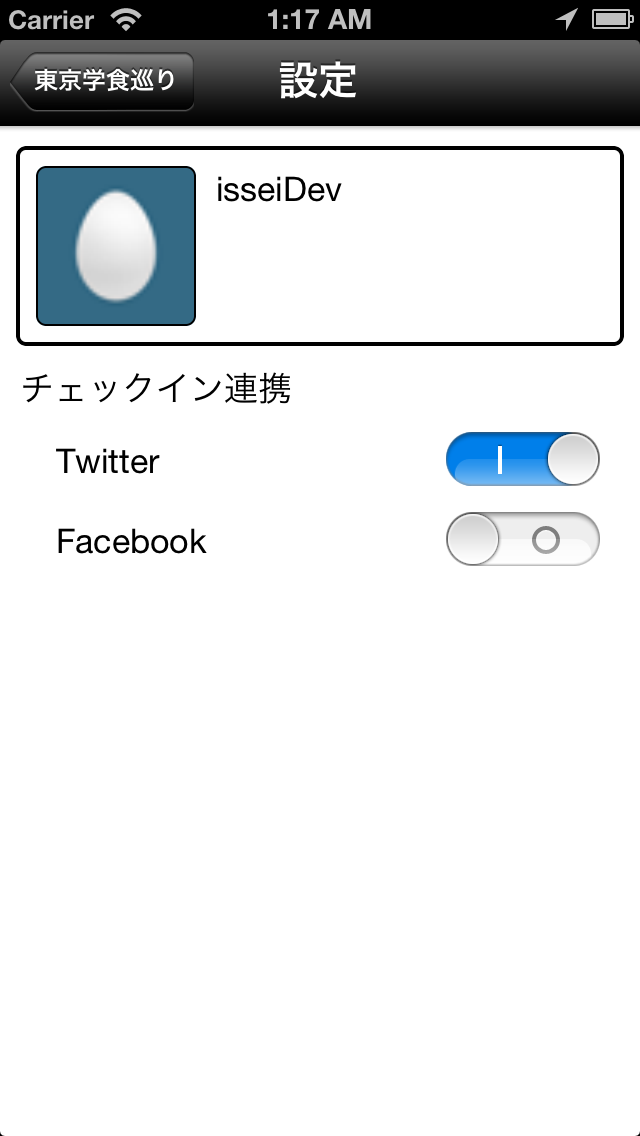 Carrier 1:17 AM
東京学食巡り 設定
isseiDev
チェックイン連携
Twitter
Facebook